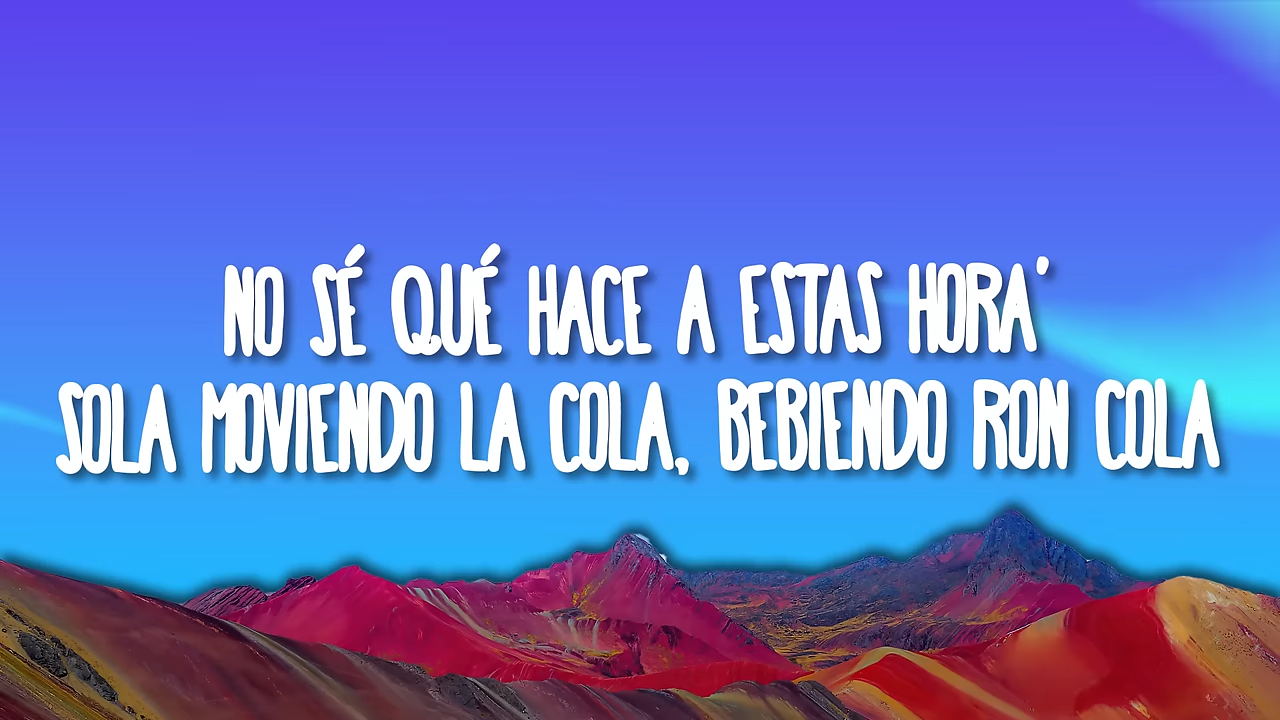 NO SÉ QUÉ HACE A ESTAS HORA'
SOLA MOVIENDO LA COLA, BEBIENDO RON COLA